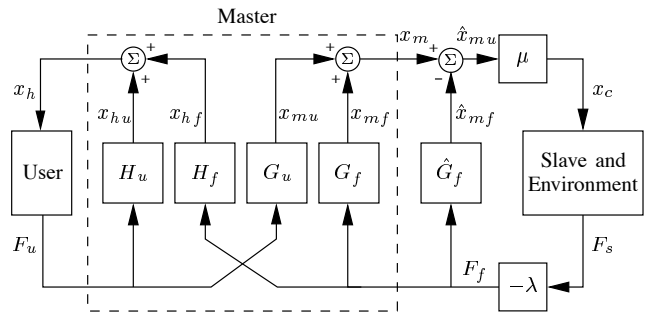 Master
x_m
x̂_mu
+
+
+
+
+
−
Σ
Σ
Σ
μ
x_h
x_hu
x_hf
x_mu
x_mf
x̂_mf
x_c
User
H_u
H_f
G_u
G_f
Ĝ_f
Slave and
Environment
F_u
F_f
F_s
−λ